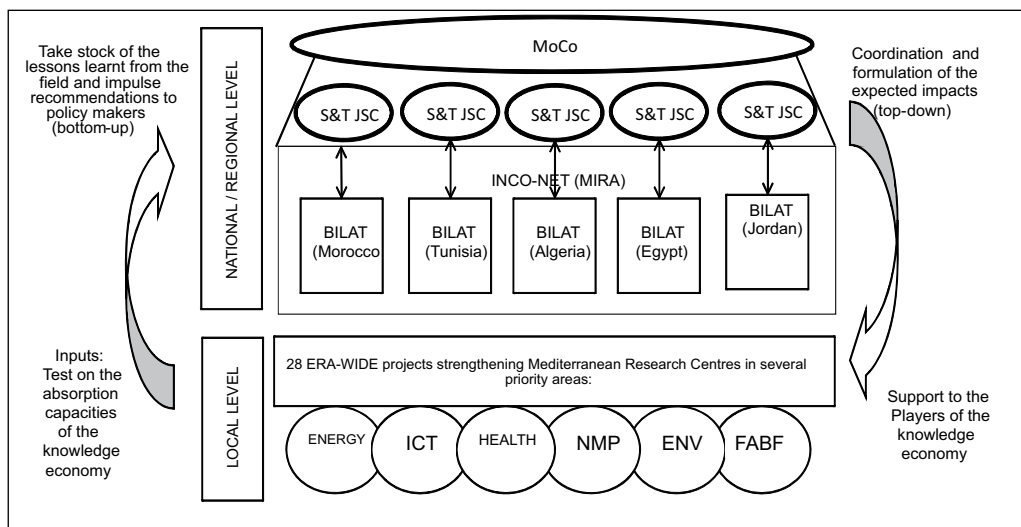 Take stock of the
lessons learnt from the
field and impulse
recommendations to
policy makers
(bottom-up)
Inputs:
Test on the
absorption
capacities
of the
knowledge
economy
NATIONAL / REGIONAL LEVEL
MoCo
S&T JSC
S&T JSC
S&T JSC
S&T JSC
S&T JSC
INCO-NET (MIRA)
BILAT
(Morocco
BILAT
(Tunisia)
BILAT
(Algeria)
BILAT
(Egypt)
BILAT
(Jordan)
LOCAL LEVEL
28 ERA-WIDE projects strengthening Mediterranean Research Centres in several
priority areas:
ENERGY
ICT
HEALTH
NMP
ENV
FABF
Coordination and
formulation of the
expected impacts
(top-down)
Support to the
Players of the
knowledge
economy